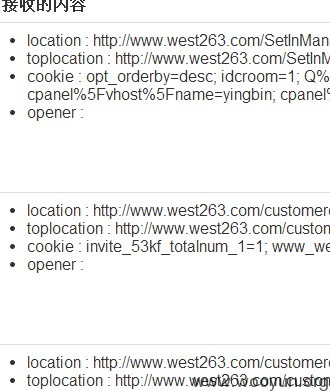 接收的内容
location : http://www.west263.com/SetInMan
toplocation : http://www.west263.com/SetInM
cookie : opt_orderby=desc; idcroom=1; Q%
cpanel%5Fvhost%5Fname=yingbin; cpanel%
opener :
location : http://www.west263.com/customer
toplocation : http://www.west263.com/custom
cookie : invite_53kf_totalnum_1=1; www_we
opener :
location : http://www.west263.com/customer
toplocation : http://www.west263.com/custom
www.wooyun.org